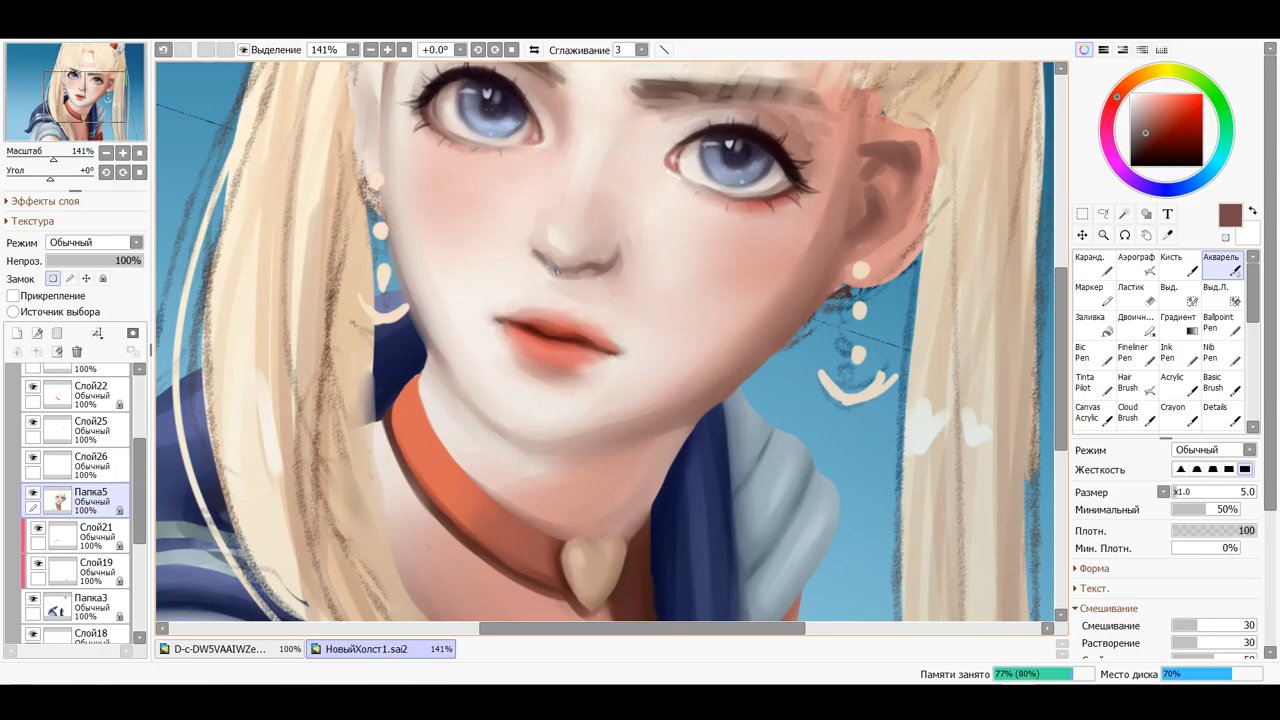 Выделение 141% +0.0° Сглаживание 3
Масштаб 141%
Угол +0°
Эффекты слоя
Текстура
Режим Обычный
Непроз. 100%
Замок
Прикрепление
Источник выбора
100%
Слой22
Обычный
100%
Слой25
Обычный
100%
Слой26
Обычный
100%
Папка5
Обычный
100%
Слой21
Обычный
100%
Слой19
Обычный
100%
Папка3
Обычный
100%
Слой18
Обычный
T
Каранд. Аэрограф Кисть Акварель
Маркер Ластик Выд. Выд.Л.
Заливка Двоичн... Градиент Ballpoint Pen
Bic Pen Fineliner Pen Ink Pen Nib Pen
Tinta Pilot Hair Brush Acrylic Basic Brush
Canvas Acrylic Cloud Brush Crayon Details
Режим Обычный
Жесткость
Размер x1.0 5.0
Минимальный 50%
Плотн. 100
Мин. Плотн. 0%
Форма
Текст.
Смешивание
Смешивание 30
Растворение 30
D-c-DW5VAAIWZe... 100% НовыйХолст1.sai2 141%
Памяти занято 77% (80%) Место диска 70%